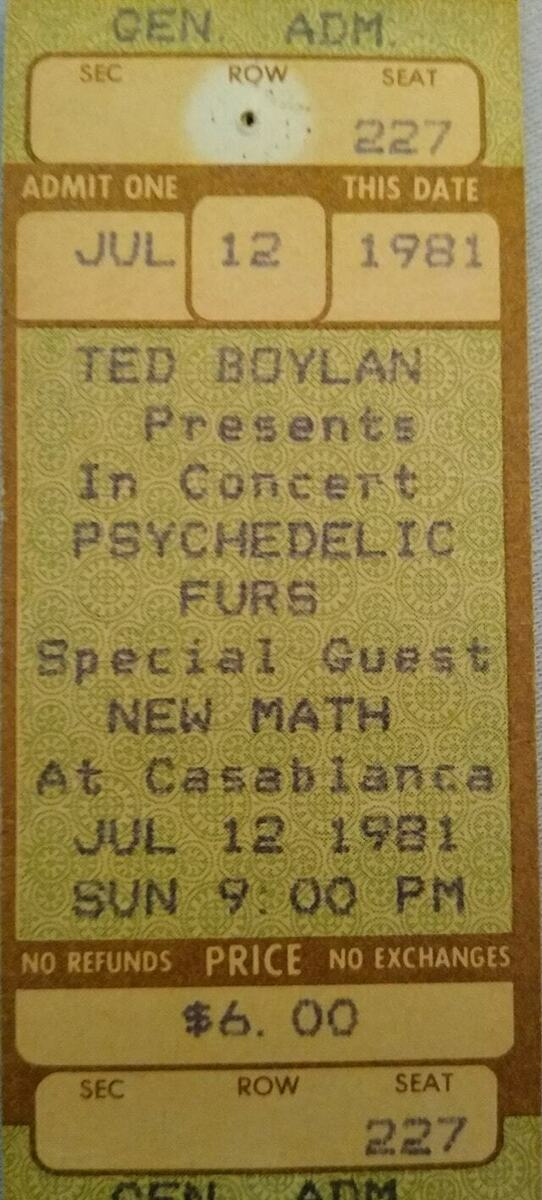 GEN. ADM.
SEC ROW SEAT
227
ADMIT ONE THIS DATE
JUL 12 1981
TED BOYLAN
Presents
In Concert
PSYCHEDELIC
FURS
Special Guest
NEW MATH
At Casablanca
JUL 12 1981
SUN 9:00 PM
NO REFUNDS PRICE NO EXCHANGES
$6.00
SEC ROW SEAT
227
GEN. ADM.